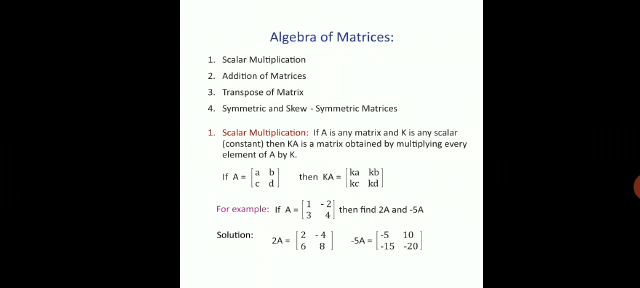 Algebra of Matrices:
1. Scalar Multiplication
2. Addition of Matrices
3. Transpose of Matrix
4. Symmetric and Skew - Symmetric Matrices
1. Scalar Multiplication: If A is any matrix and K is any scalar
(constant) then KA is a matrix obtained by multiplying every
element of A by K.
If A = [a b
c d] then KA = [ka kb
kc kd]
For example: If A = [1 -2
3 4] then find 2A and -5A
Solution: 2A = [2 -4
6 8] -5A = [-5 10
-15 -20]